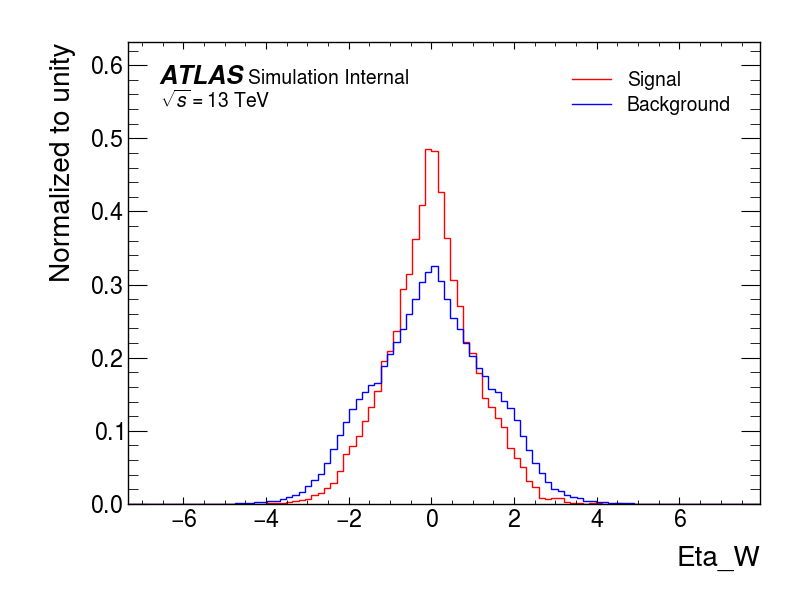 ATLAS Simulation Internal
√s = 13 TeV
Signal
Background
Normalized to unity
0.6
0.5
0.4
0.3
0.2
0.1
0.0
−6 −4 −2 0 2 4 6
Eta_W